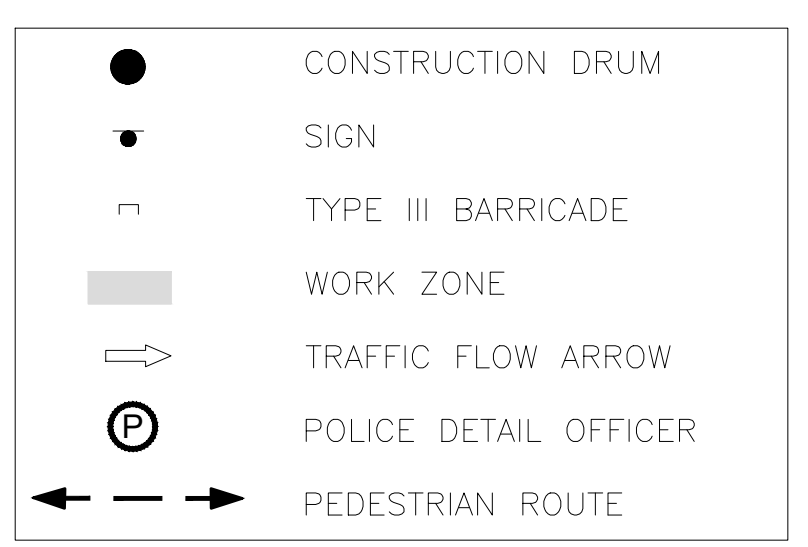 CONSTRUCTION DRUM
SIGN
TYPE III BARRICADE
WORK ZONE
TRAFFIC FLOW ARROW
P POLICE DETAIL OFFICER
PEDESTRIAN ROUTE